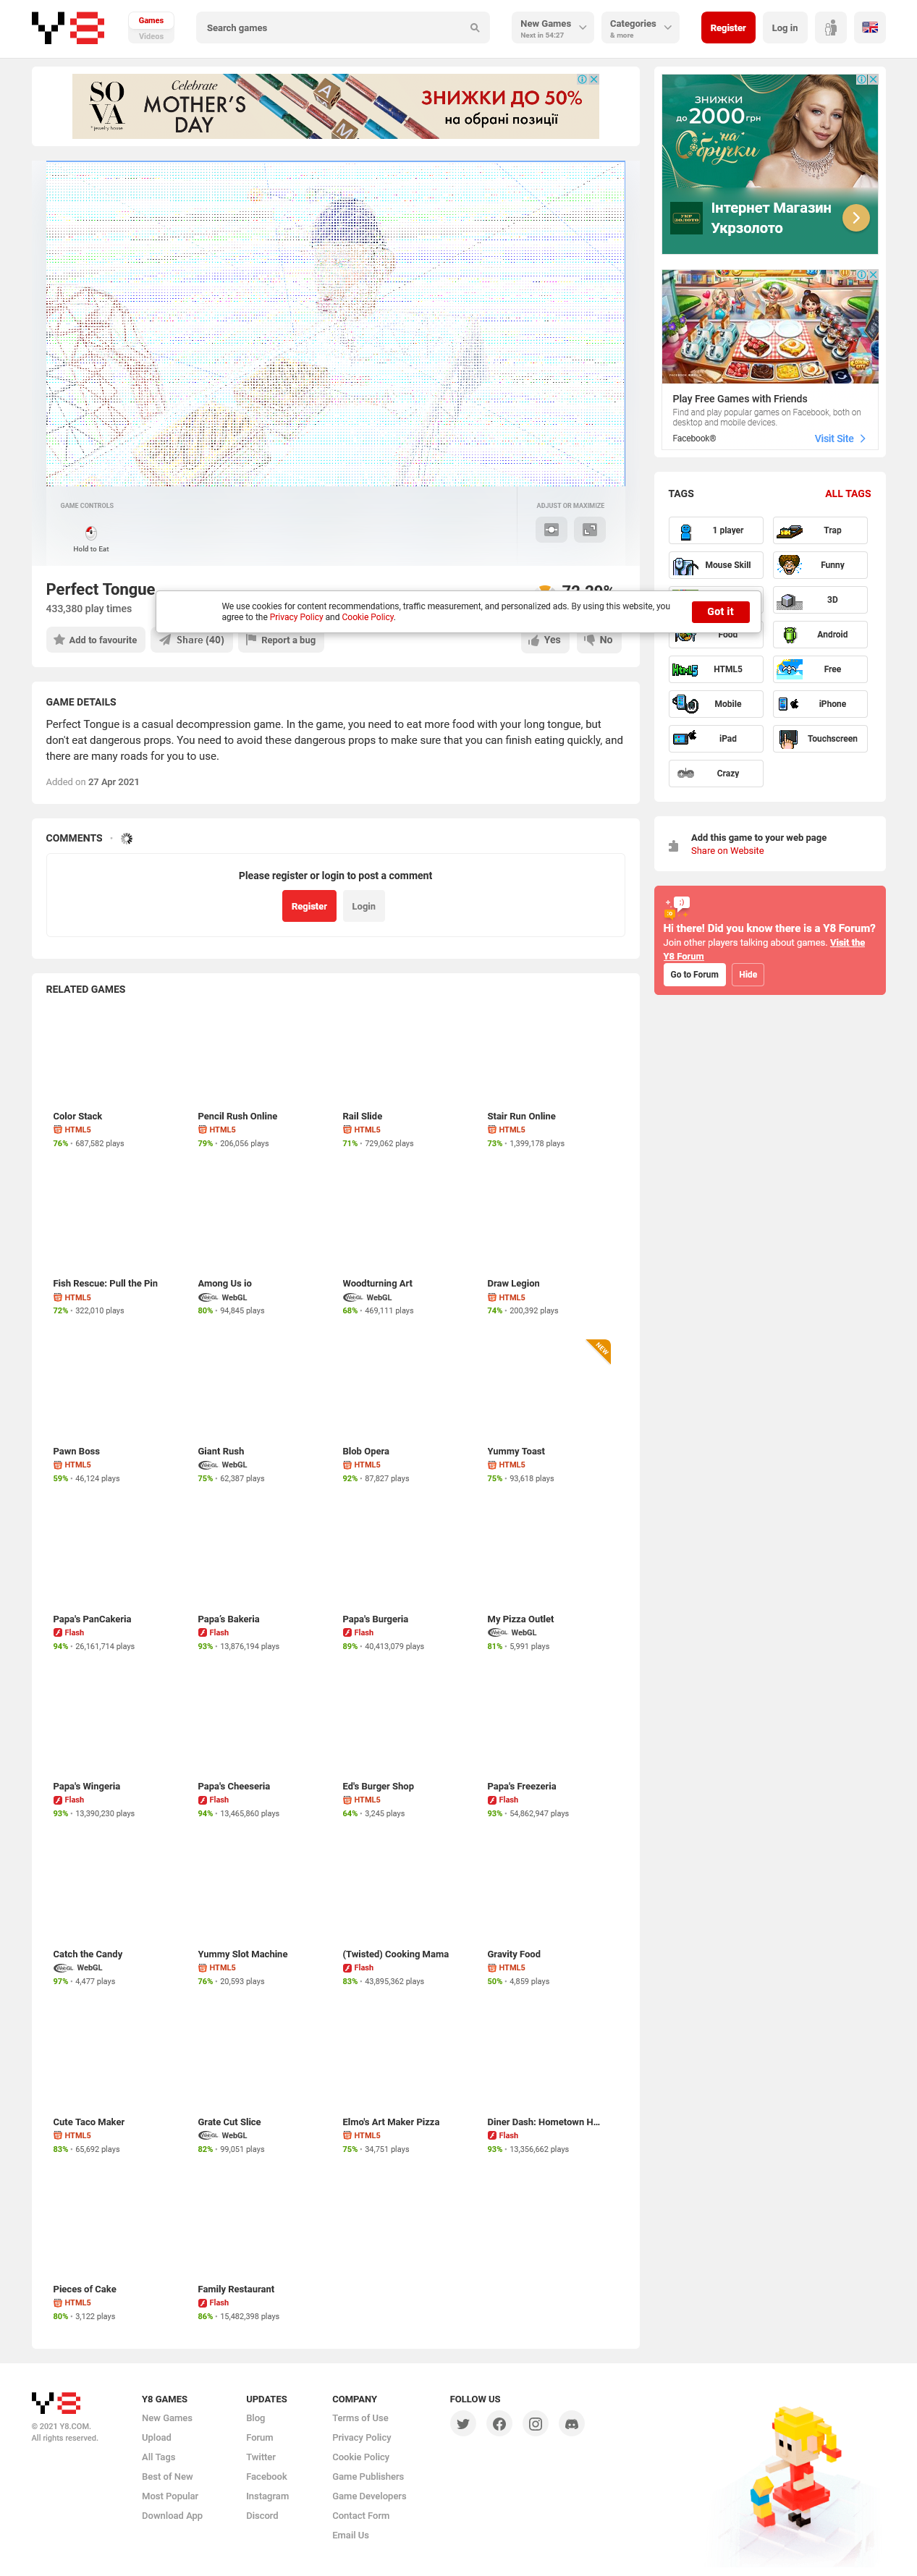 Games
Videos
Search games
New Games
Next in 54:27
Categories
& more
Register
Log in
SO
VA
Celebrate
MOTHER'S
DAY
ЗНИЖКИ ДО 50%
на обрані позиції
ЗНИЖКИ
до 2000 грн
на
Обручки
Інтернет Магазин
Укрзолото
Play Free Games with Friends
Find and play popular games on Facebook, both on
desktop and mobile devices.
Facebook®
Visit Site
GAME CONTROLS
ADJUST OR MAXIMIZE
Hold to Eat
TAGS
ALL TAGS
1 player
Trap
Mouse Skill
Funny
3D
Food
Android
HTML5
Free
Mobile
iPhone
iPad
Touchscreen
Crazy
Perfect Tongue
433,380 play times
We use cookies for content recommendations, traffic measurement, and personalized ads. By using this website, you
agree to the Privacy Policy and Cookie Policy.
Got it
Add to favourite
Share (40)
Report a bug
Yes
No
GAME DETAILS
Perfect Tongue is a casual decompression game. In the game, you need to eat more food with your long tongue, but
don't eat dangerous props. You need to avoid these dangerous props to make sure that you can finish eating quickly, and
there are many roads for you to use.
Added on 27 Apr 2021
COMMENTS
Please register or login to post a comment
Register
Login
Add this game to your web page
Share on Website
Hi there! Did you know there is a Y8 Forum?
Join other players talking about games. Visit the
Y8 Forum
Go to Forum
Hide
RELATED GAMES
Color Stack
HTML5
76% • 687,582 plays
Pencil Rush Online
HTML5
79% • 206,056 plays
Rail Slide
HTML5
71% • 729,062 plays
Stair Run Online
HTML5
73% • 1,399,178 plays
Fish Rescue: Pull the Pin
HTML5
72% • 322,010 plays
Among Us io
WebGL
80% • 94,845 plays
Woodturning Art
WebGL
68% • 469,111 plays
Draw Legion
HTML5
74% • 200,392 plays
NEW
Pawn Boss
HTML5
59% • 46,124 plays
Giant Rush
WebGL
75% • 62,387 plays
Blob Opera
HTML5
92% • 87,827 plays
Yummy Toast
HTML5
75% • 93,618 plays
Papa's PanCakeria
Flash
94% • 26,161,714 plays
Papa's Bakeria
Flash
93% • 13,876,194 plays
Papa's Burgeria
Flash
89% • 40,413,079 plays
My Pizza Outlet
WebGL
81% • 5,991 plays
Papa's Wingeria
Flash
93% • 13,390,230 plays
Papa's Cheeseria
Flash
94% • 13,465,860 plays
Ed's Burger Shop
HTML5
64% • 3,245 plays
Papa's Freezeria
Flash
93% • 54,862,947 plays
Catch the Candy
WebGL
97% • 4,477 plays
Yummy Slot Machine
HTML5
76% • 20,593 plays
(Twisted) Cooking Mama
Flash
83% • 43,895,362 plays
Gravity Food
HTML5
50% • 4,859 plays
Cute Taco Maker
HTML5
83% • 65,692 plays
Grate Cut Slice
WebGL
82% • 99,051 plays
Elmo's Art Maker Pizza
HTML5
75% • 34,751 plays
Diner Dash: Hometown H...
Flash
93% • 13,356,662 plays
Pieces of Cake
HTML5
80% • 3,122 plays
Family Restaurant
Flash
86% • 15,482,398 plays
© 2021 Y8.COM.
All rights reserved.
Y8 GAMES
New Games
Upload
All Tags
Best of New
Most Popular
Download App
UPDATES
Blog
Forum
Twitter
Facebook
Instagram
Discord
COMPANY
Terms of Use
Privacy Policy
Cookie Policy
Game Publishers
Game Developers
Contact Form
Email Us
FOLLOW US